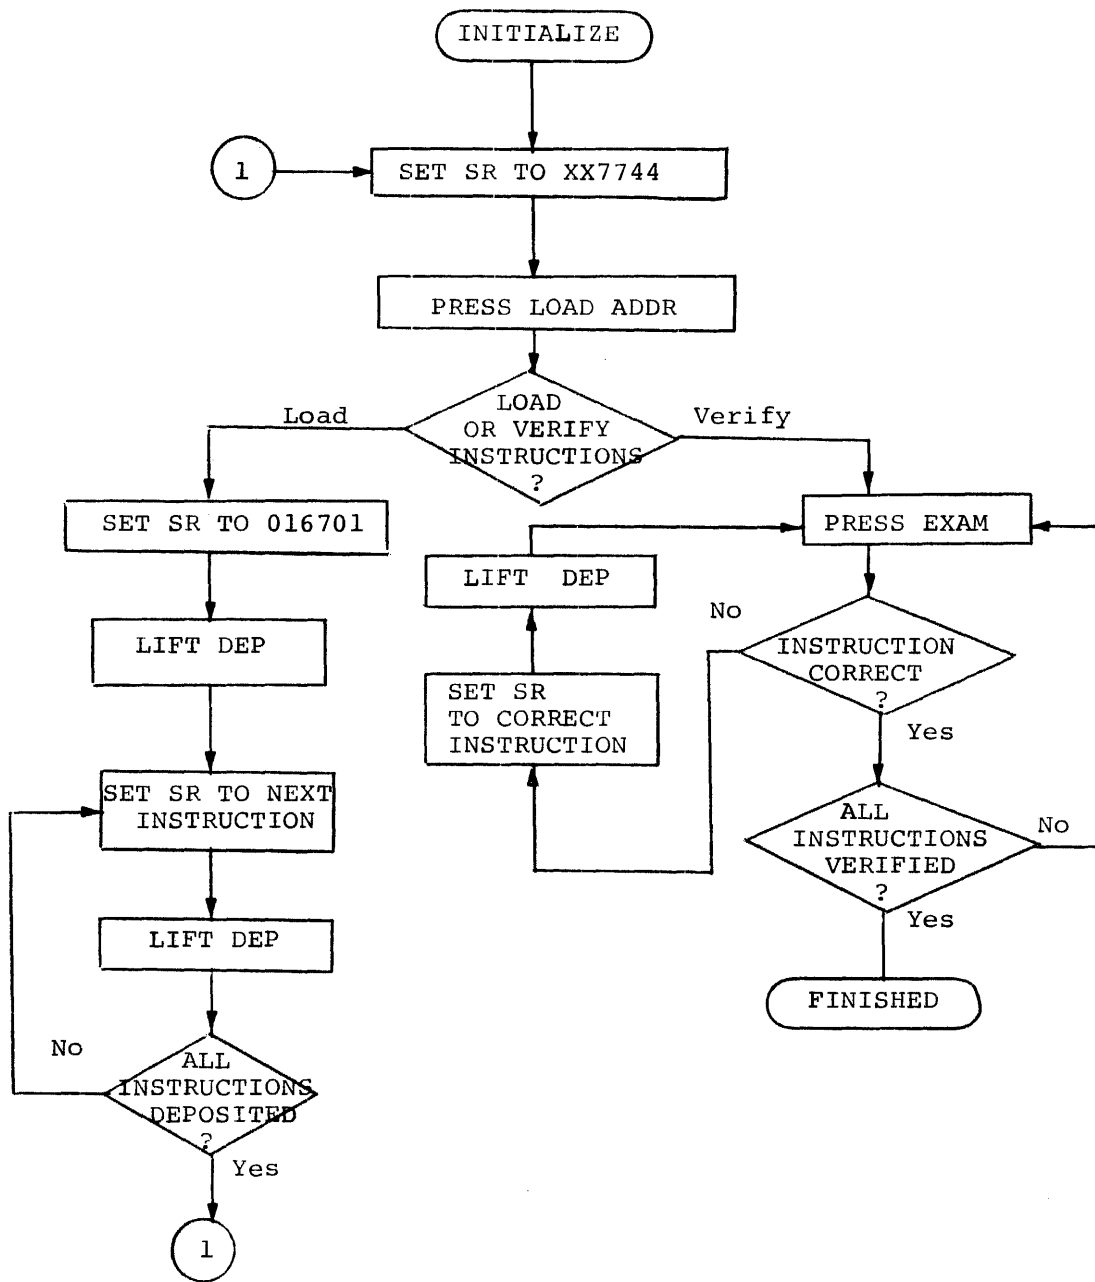 INITIALIZE
1
SET SR TO XX7744
PRESS LOAD ADDR
LOAD
OR VERIFY
INSTRUCTIONS
?
Load
Verify
SET SR TO 016701
LIFT DEP
SET SR TO NEXT
INSTRUCTION
LIFT DEP
No
ALL
INSTRUCTIONS
DEPOSITED
?
Yes
1
PRESS EXAM
LIFT DEP
No
INSTRUCTION
CORRECT
?
Yes
SET SR
TO CORRECT
INSTRUCTION
ALL
INSTRUCTIONS
VERIFIED
?
No
Yes
FINISHED